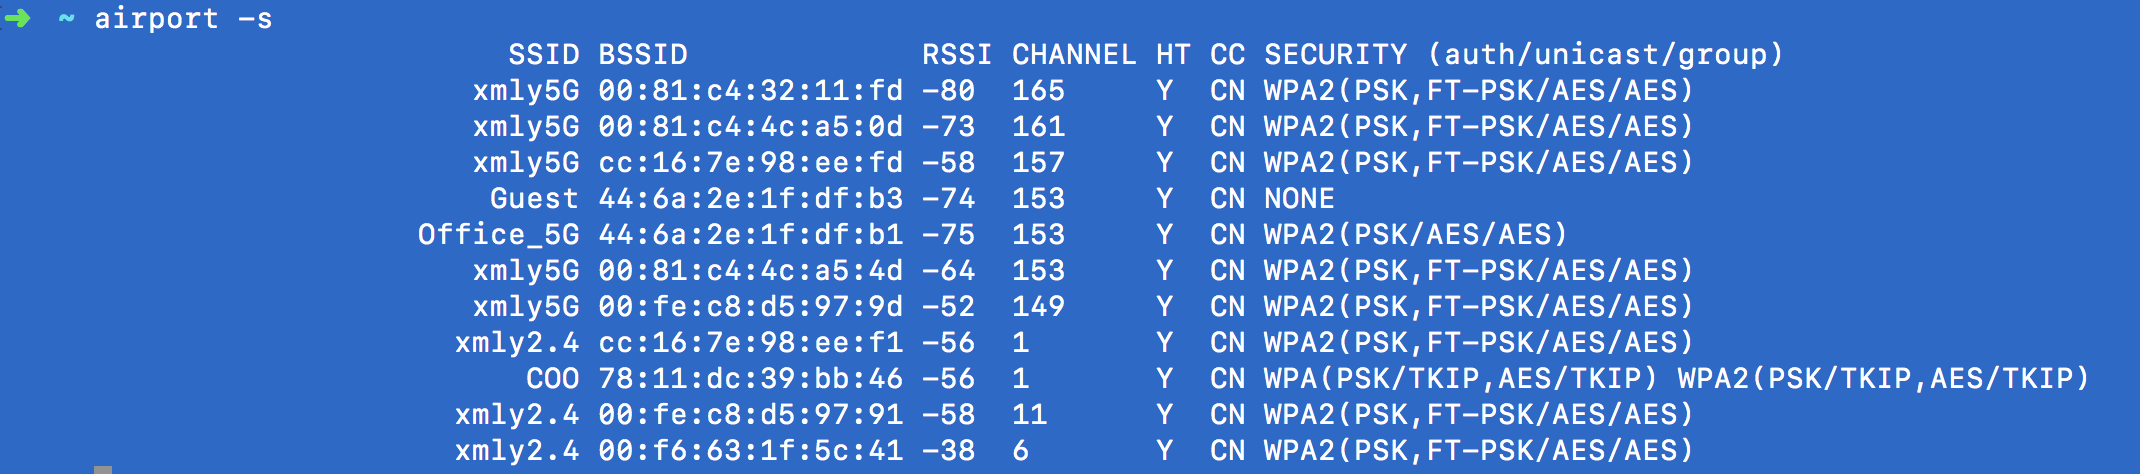 ➜ ~ airport -s
SSID BSSID RSSI CHANNEL HT CC SECURITY (auth/unicast/group)
xmly5G 00:81:c4:32:11:fd -80 165 Y CN WPA2(PSK,FT-PSK/AES/AES)
xmly5G 00:81:c4:4c:a5:0d -73 161 Y CN WPA2(PSK,FT-PSK/AES/AES)
xmly5G cc:16:7e:98:ee:fd -58 157 Y CN WPA2(PSK,FT-PSK/AES/AES)
Guest 44:6a:2e:1f:df:b3 -74 153 Y CN NONE
Office_5G 44:6a:2e:1f:df:b1 -75 153 Y CN WPA2(PSK/AES/AES)
xmly5G 00:81:c4:4c:a5:4d -64 153 Y CN WPA2(PSK,FT-PSK/AES/AES)
xmly5G 00:fe:c8:d5:97:9d -52 149 Y CN WPA2(PSK,FT-PSK/AES/AES)
xmly2.4 cc:16:7e:98:ee:f1 -56 1 Y CN WPA2(PSK,FT-PSK/AES/AES)
COO 78:11:dc:39:bb:46 -56 1 Y CN WPA(PSK/TKIP,AES/TKIP) WPA2(PSK/TKIP,AES/TKIP)
xmly2.4 00:fe:c8:d5:97:91 -58 11 Y CN WPA2(PSK,FT-PSK/AES/AES)
xmly2.4 00:f6:63:1f:5c:41 -38 6 Y CN WPA2(PSK,FT-PSK/AES/AES)